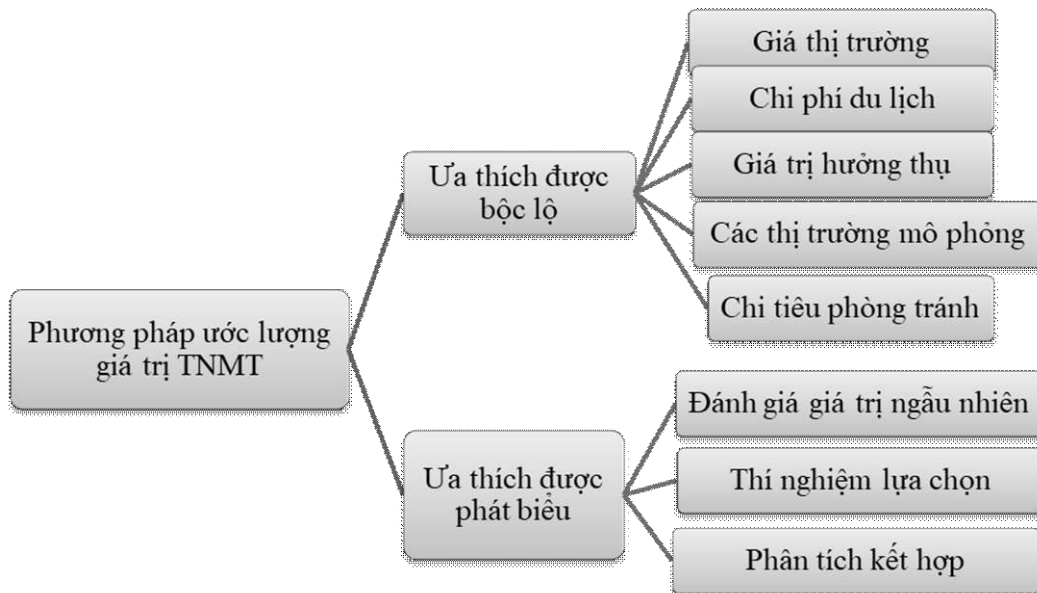 Phương pháp ước lượng
giá trị TNMT
Ưa thích được
bộc lộ
Giá thị trường
Chi phí du lịch
Giá trị hưởng thụ
Các thị trường mô phỏng
Chi tiêu phòng tránh
Ưa thích được
phát biểu
Đánh giá giá trị ngẫu nhiên
Thí nghiệm lựa chọn
Phân tích kết hợp